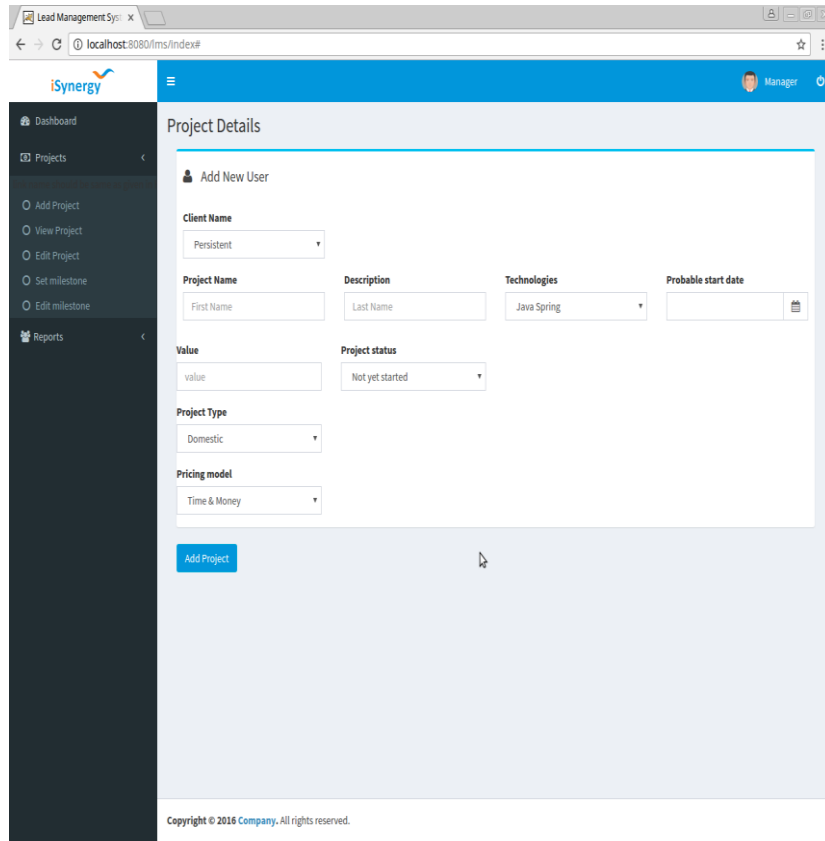 Lead Management Syst
localhost:8080/lms/index#
iSynergy
Manager
Dashboard
Projects
Add Project
View Project
Edit Project
Set milestone
Edit milestone
Reports
Project Details
Add New User
Client Name
Persistent
Project Name Description Technologies Probable start date
First Name Last Name Java Spring
Value Project status
value Not yet started
Project Type
Domestic
Pricing model
Time & Money
Add Project
Copyright © 2016 Company. All rights reserved.